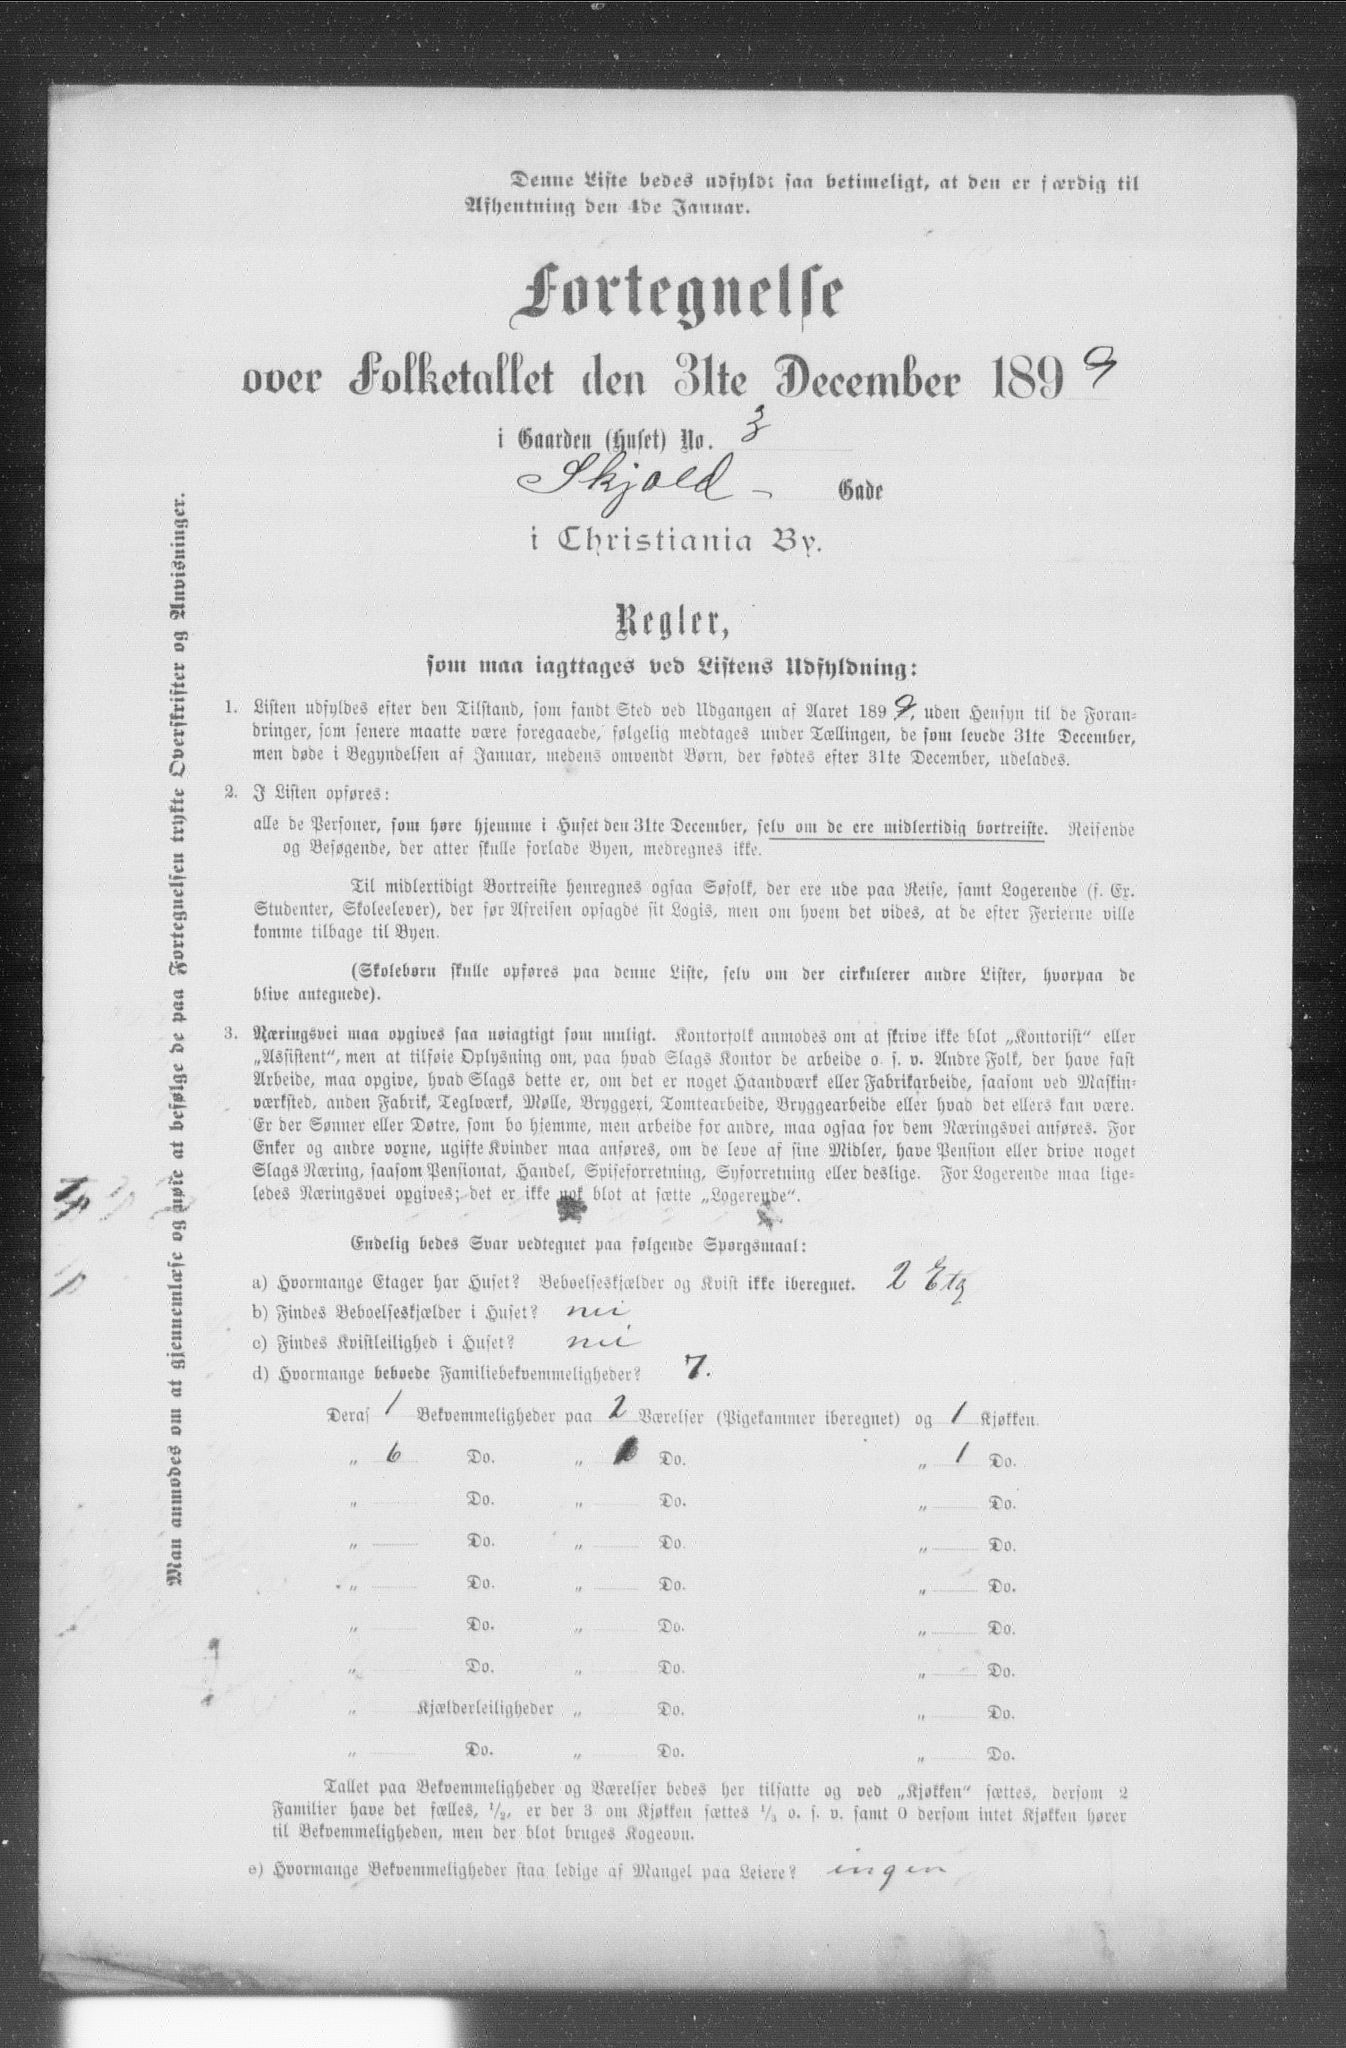 Denne Liste bedes udfyldt saa betimeligt, at den er færdig til
Afhentning den 4de Januar.
Fortegnelse
over Folketallet den 31te December 1899
i Gaarden (Huset) No. 3
Skjold - Gade
i Christiania By.
Regler,
som maa iagttages ved Listens Udfyldning:
1. Listen udfyldes efter den Tilstand, som fandt Sted ved Udgangen af Aaret 1899, uden Hensyn til de Foran-
dringer, som senere maatte være foregaaede, følgelig medtages under Tællingen, de som levede 31te December,
men døde i Begyndelsen af Januar, medens omvendt Børn, der fødtes efter 31te December, udelades.
2. I Listen opføres:
alle de Personer, som høre hjemme i Huset den 31te December, selv om de ere midlertidig bortreiste. Reisende
og Besøgende, der atter skulle forlade Byen, medregnes ikke.
Til midlertidigt Bortreiste henregnes ogsaa Søfolk, der ere ude paa Reise, samt Logerende (f. Ex.
Studenter, Skoleelever), der før Afreisen opsagde sit Logis, men om hvem det vides, at de efter Ferierne ville
komme tilbage til Byen.
(Skolebørn skulle opføres paa denne Liste, selv om der cirkulerer andre Lister, hvorpaa de
blive antegnede).
3. Næringsvei maa opgives saa nøiagtigt som muligt. Kontorfolk anmodes om at skrive ikke blot „Kontorist“ eller
„Assistent“, men at tilføie Oplysning om, paa hvad Slags Kontor de arbeide o. s. v. Andre Folk, der have fast
Arbeide, maa opgive, hvad Slags dette er, om det er noget Haandværk eller Fabrikarbeide, saasom ved Maskin-
værksted, anden Fabrik, Teglværk, Mølle, Bryggeri, Tomtearbeide, Bryggearbeide eller hvad det ellers kan være.
Er der Sønner eller Døtre, som bo hjemme, men arbeide for andre, maa ogsaa for dem Næringsvei anføres. For
Enker og andre voxne, ugifte Kvinder maa anføres, om de leve af sine Midler, have Pension eller drive noget
Slags Næring, saasom Pensionat, Handel, Spiseforretning, Syforretning eller deslige. For Logerende maa lige-
ledes Næringsvei opgives; det er ikke nok blot at sætte „Logerende“.
Endelig bedes Svar vedtegnet paa følgende Spørgsmaal:
a) Hvormange Etager har Huset? Beboelseskjælder og Kvist ikke iberegnet. 2 Etg
b) Findes Beboelseskjælder i Huset? nei
c) Findes Kvistleilighed i Huset? nei
d) Hvormange beboede Familiebekvemmeligheder? 7.
Deraf 1 Bekvemmeligheder paa 2 Værelser (Pigekammer iberegnet) og 1 Kjøkken.
„ 6 Do. „ 1 Do. „ 1 Do.
„ Do. „ Do. „ Do.
„ Do. „ Do. „ Do.
„ Do. „ Do. „ Do.
„ Do. „ Do. „ Do.
„ Do. „ Do. „ Do.
„ Kjælderleiligheder „ Do. „ Do.
„ Do. „ Do. „ Do.
Tallet paa Bekvemmeligheder og Værelser bedes her tilsatte og ved „Kjøkken“ sættes, dersom 2
Familier have det fælles, 1/2, er der 3 om Kjøkken sættes 1/3 o. s. v. samt 0 dersom intet Kjøkken hører
til Bekvemmeligheden, men der blot bruges Kogeovn.
e) Hvormange Bekvemmeligheder staa ledige af Mangel paa Leiere? ingen
Man anmodes om at gjennemlæse og nøie at besølge de paa Fortegnelsen trykte Overskrifter og Anvisninger.